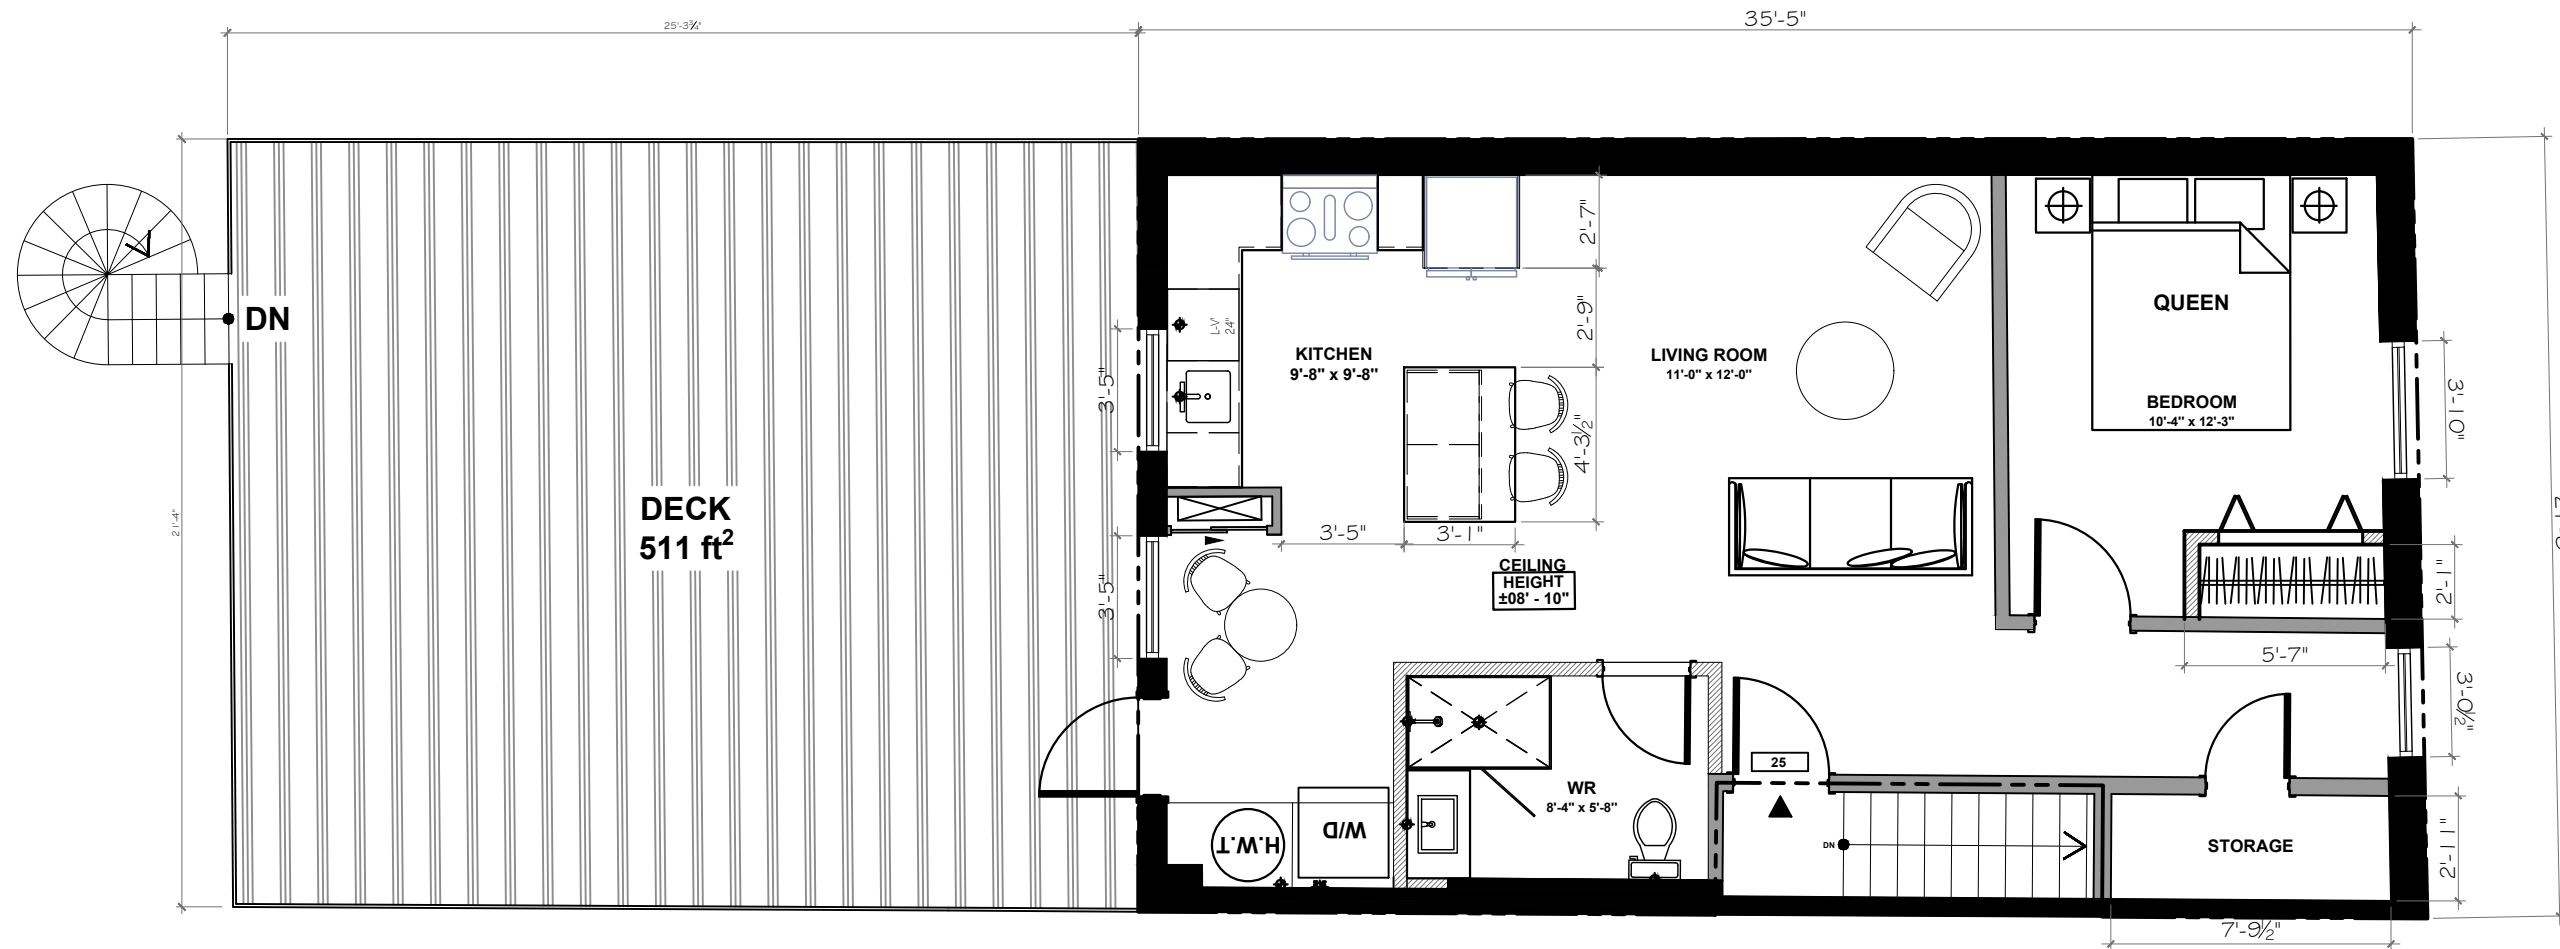 25'-3¾"
35'-5"
2'-7"
DN
QUEEN
2'-9"
L-V'
24"
KITCHEN
9'-8" x 9'-8"
LIVING ROOM
11'-0" x 12'-0"
3'-5"
BEDROOM
10'-4" x 12'-3"
3'-10"
4'-3½"
DECK
511 ft²
21'-4"
3'-5"
3'-1"
CEILING
HEIGHT
±08' - 10"
3'-5"
2'-1"
5'-7"
3'-0½"
25
WR
8'-4" x 5'-8"
W/D
H.W.T
DN
STORAGE
2'-11"
7'-9½"